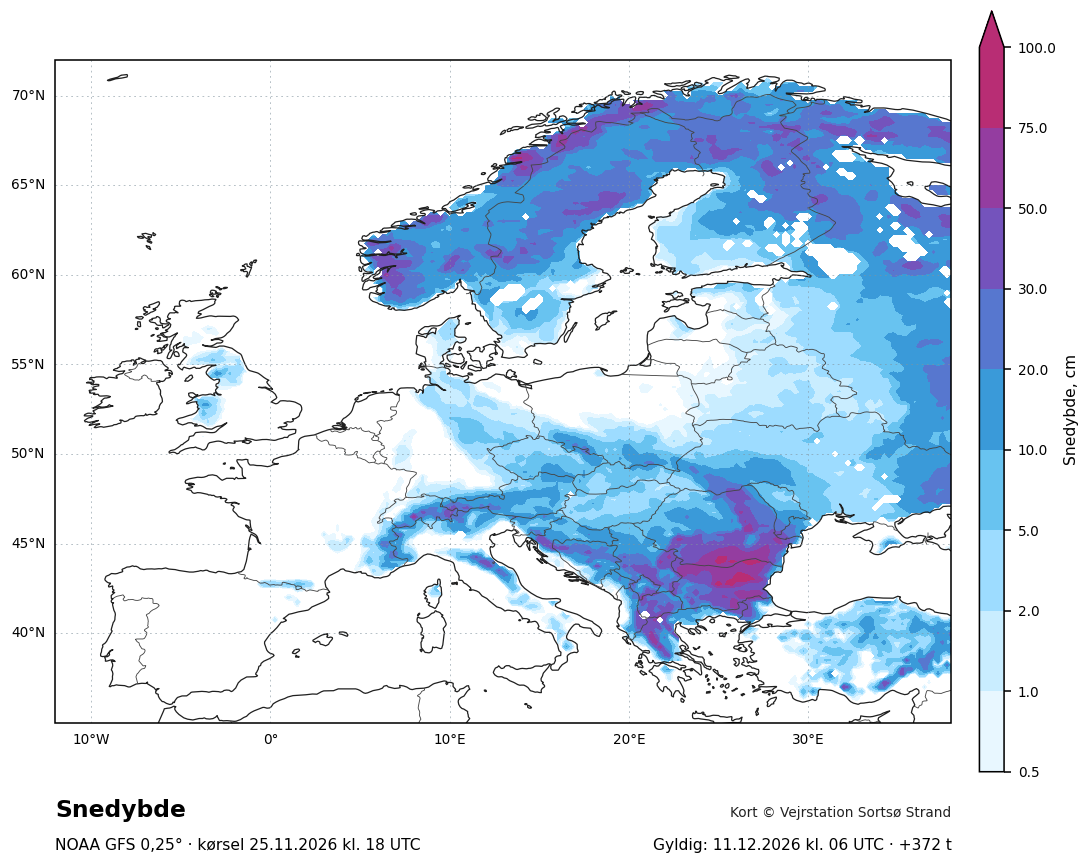 100.0
75.0
50.0
30.0
20.0
10.0
5.0
2.0
1.0
0.5
Snedybde, cm
70°N
65°N
60°N
55°N
50°N
45°N
40°N
10°W 0° 10°E 20°E 30°E
Snedybde
Kort © Vejrstation Sortsø Strand
NOAA GFS 0,25° · kørsel 25.11.2026 kl. 18 UTC
Gyldig: 11.12.2026 kl. 06 UTC · +372 t